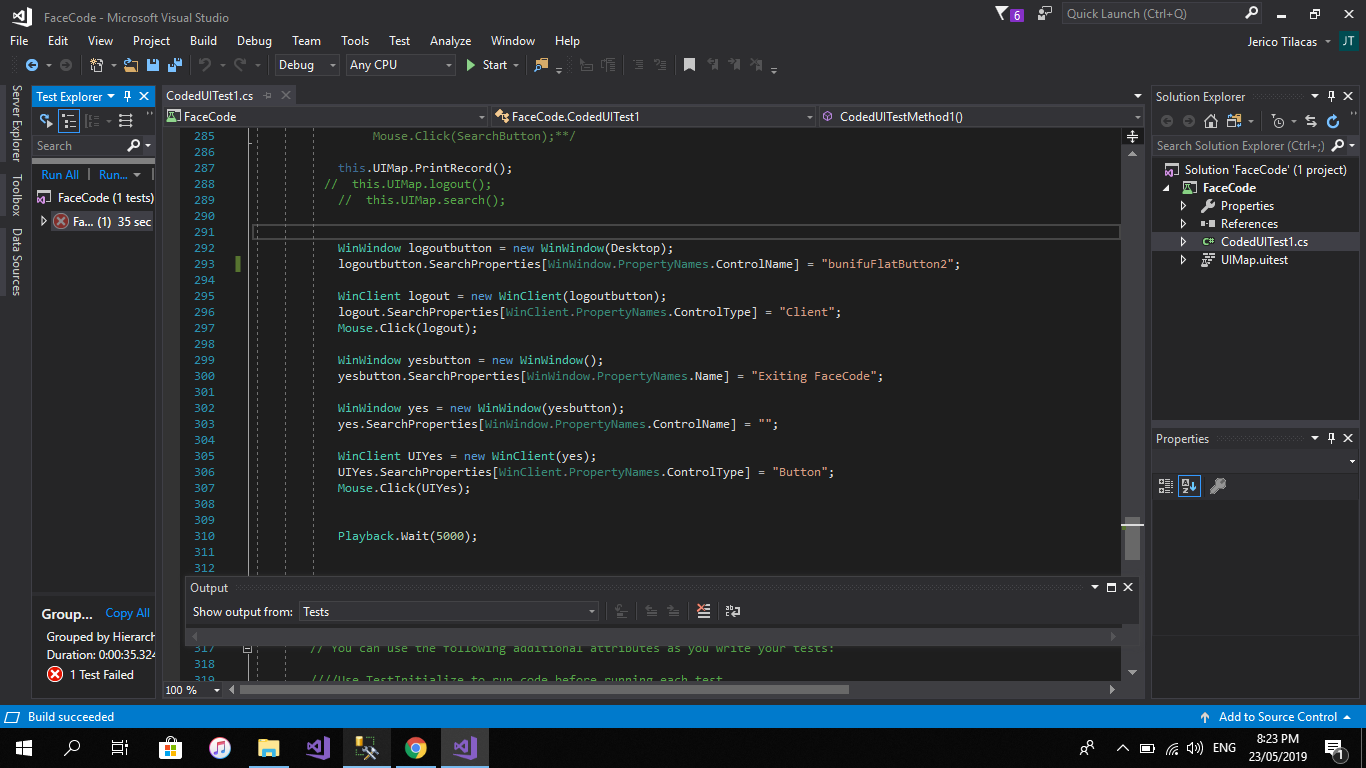 FaceCode - Microsoft Visual Studio
6
Quick Launch (Ctrl+Q)
File Edit View Project Build Debug Team Tools Test Analyze Window Help
Jerico Tilacas
JT
Debug
Any CPU
Start
Server Explorer
Toolbox
Data Sources
Test Explorer
Search
Run All Run...
FaceCode (1 tests)
Fa... (1) 35 sec
Group...
Copy All
Grouped by Hierarch
Duration: 0:00:35.324
1 Test Failed
CodedUITest1.cs
FaceCode
FaceCode.CodedUITest1
CodedUITestMethod1()
285 Mouse.Click(SearchButton);**/
286
287 this.UIMap.PrintRecord();
288 // this.UIMap.logout();
289 // this.UIMap.search();
290
291
292 WinWindow logoutbutton = new WinWindow(Desktop);
293 logoutbutton.SearchProperties[WinWindow.PropertyNames.ControlName] = "bunifuFlatButton2";
294
295 WinClient logout = new WinClient(logoutbutton);
296 logout.SearchProperties[WinClient.PropertyNames.ControlType] = "Client";
297 Mouse.Click(logout);
298
299 WinWindow yesbutton = new WinWindow();
300 yesbutton.SearchProperties[WinWindow.PropertyNames.Name] = "Exiting FaceCode";
301
302 WinWindow yes = new WinWindow(yesbutton);
303 yes.SearchProperties[WinWindow.PropertyNames.ControlName] = "";
304
305 WinClient UIYes = new WinClient(yes);
306 UIYes.SearchProperties[WinClient.PropertyNames.ControlType] = "Button";
307 Mouse.Click(UIYes);
308
309
310 Playback.Wait(5000);
311
312
Output
Show output from: Tests
317 // You can use the following additional attributes as you write your tests:
318
319 ////Use TestInitialize to run code before running each test
100 %
Solution Explorer
Search Solution Explorer (Ctrl+;)
Solution 'FaceCode' (1 project)
FaceCode
Properties
References
C# CodedUITest1.cs
UIMap.uitest
Properties
Build succeeded
Add to Source Control
ENG
8:23 PM
23/05/2019
1